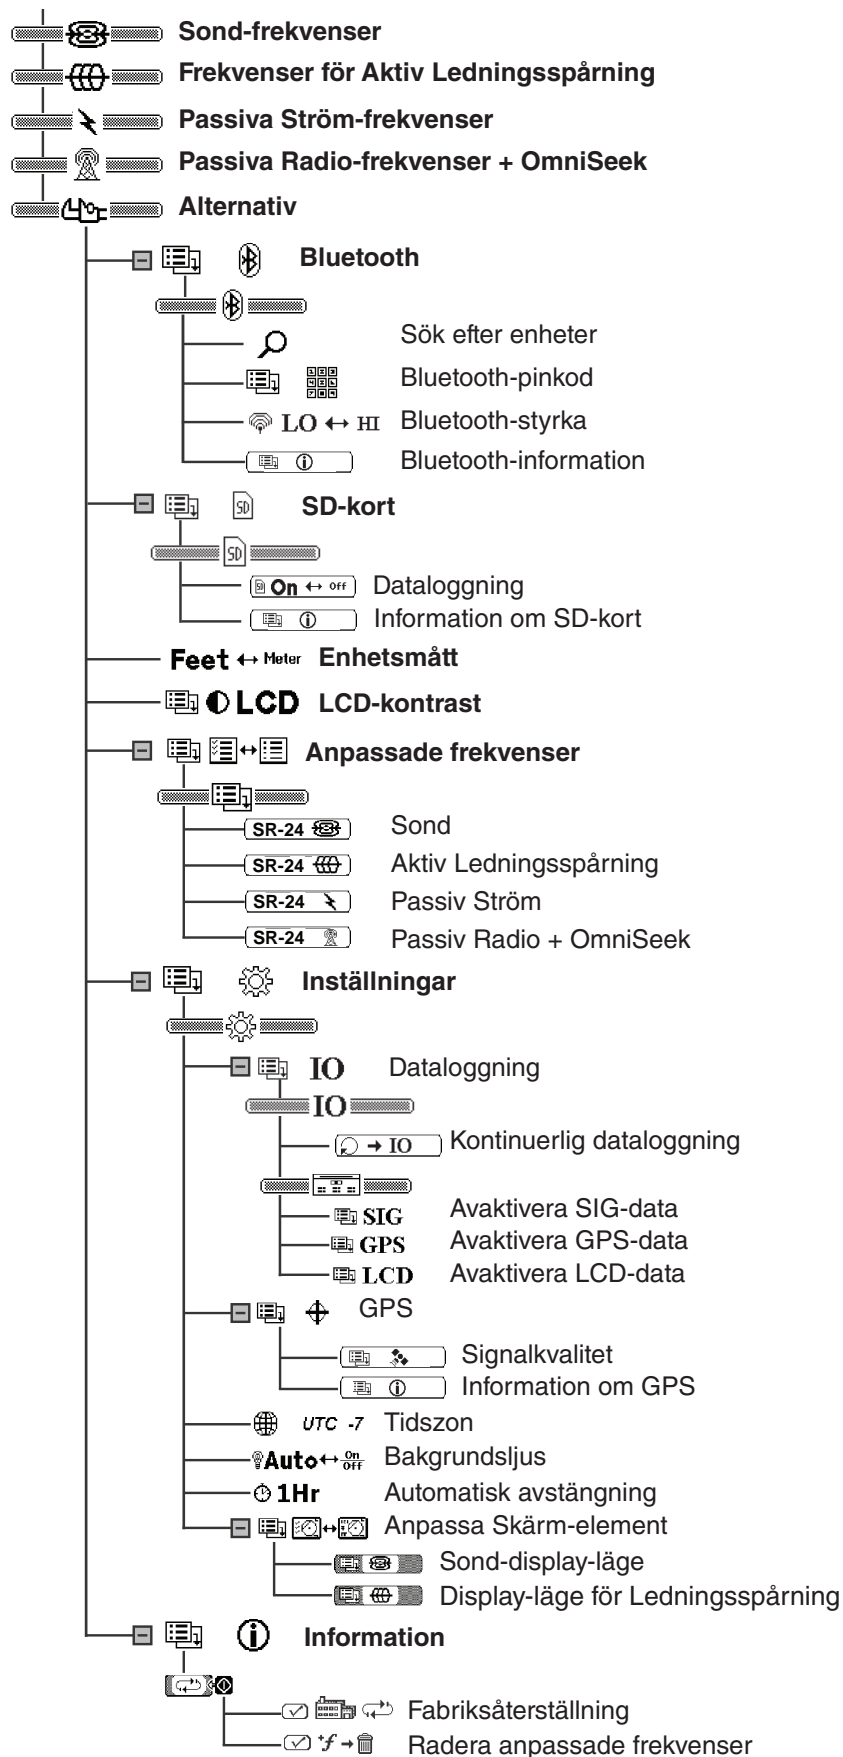 Sond-frekvenser
Frekvenser för Aktiv Ledningsspårning
Passiva Ström-frekvenser
Passiva Radio-frekvenser + OmniSeek
Alternativ
Bluetooth
Sök efter enheter
Bluetooth-pinkod
LO ↔ HI Bluetooth-styrka
Bluetooth-information
SD SD-kort
SD
On ↔ Off Dataloggning
Information om SD-kort
Feet ↔ Meter Enhetsmått
LCD LCD-kontrast
Anpassade frekvenser
SR-24 Sond
SR-24 Aktiv Ledningsspårning
SR-24 Passiv Ström
SR-24 Passiv Radio + OmniSeek
Inställningar
IO Dataloggning
IO
→ IO Kontinuerlig dataloggning
SIG Avaktivera SIG-data
GPS Avaktivera GPS-data
LCD Avaktivera LCD-data
GPS
Signalkvalitet
Information om GPS
UTC -7 Tidszon
Auto ↔ On Off Bakgrundsljus
1Hr Automatisk avstängning
Anpassa Skärm-element
Sond-display-läge
Display-läge för Ledningsspårning
Information
Fabriksåterställning
+f → Radera anpassade frekvenser